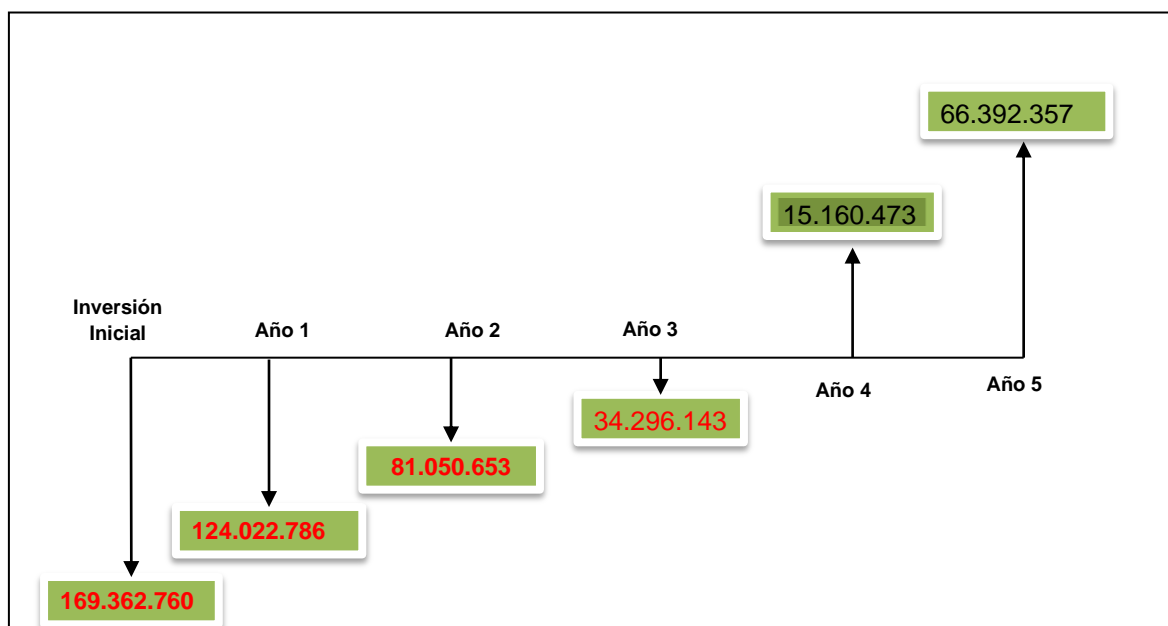 66.392.357
15.160.473
Inversión
Inicial
Año 1
Año 2
Año 3
Año 4
Año 5
34.296.143
81.050.653
124.022.786
169.362.760